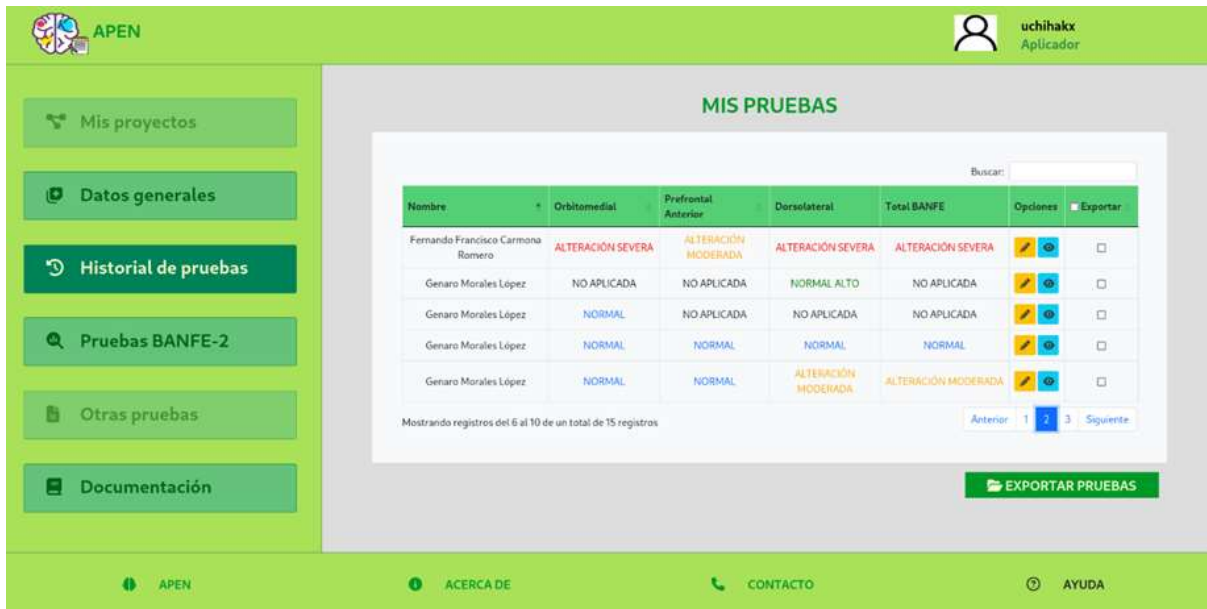 APEN
uchihakx
Aplicador
Mis proyectos
Datos generales
Historial de pruebas
Pruebas BANFE-2
Otras pruebas
Documentación
MIS PRUEBAS
Buscar:
Nombre Orbitomedial Prefrontal Anterior Dorsolateral Total BANFE Opciones Exportar
Fernando Francisco Carmona Romero ALTERACIÓN SEVERA ALTERACIÓN MODERADA ALTERACIÓN SEVERA ALTERACIÓN SEVERA
Genaro Morales López NO APLICADA NO APLICADA NORMAL ALTO NO APLICADA
Genaro Morales López NORMAL NO APLICADA NO APLICADA NO APLICADA
Genaro Morales López NORMAL NORMAL NORMAL NORMAL
Genaro Morales López NORMAL NORMAL ALTERACIÓN MODERADA ALTERACIÓN MODERADA
Mostrando registros del 6 al 10 de un total de 15 registros
Anterior 1 2 3 Siguiente
EXPORTAR PRUEBAS
APEN ACERCA DE CONTACTO AYUDA